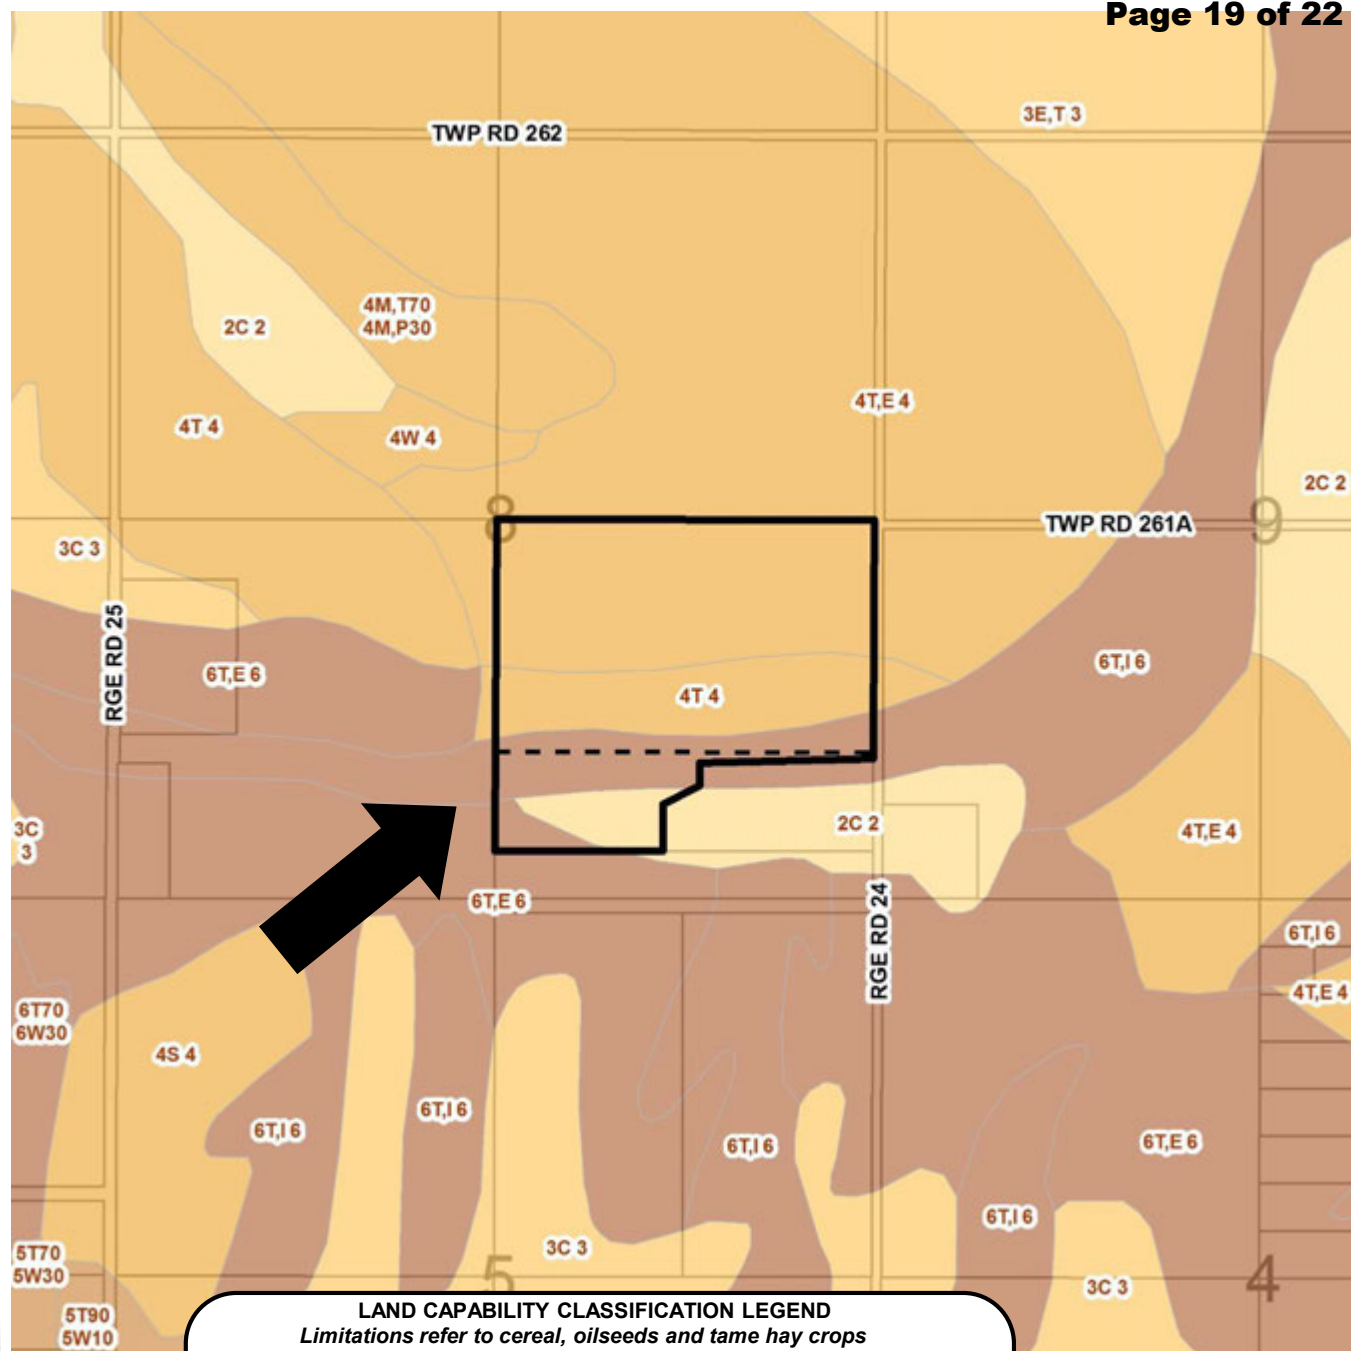 Page 19 of 22
3E,T 3
TWP RD 262
4M,T70
4M,P30
2C 2
4T,E 4
4T 4
4W 4
2C 2
8
TWP RD 261A
9
3C 3
RGE RD 25
6T,E 6
6T,I 6
4T 4
3C
3
2C 2
4T,E 4
6T,E 6
RGE RD 24
6T,I 6
4T,E 4
6T70
6W30
4S 4
6T,I 6
6T,I 6
6T,I 6
6T,E 6
6T,I 6
3C 3
5T70
5W30
5
4
3C 3
5T90
5W10
LAND CAPABILITY CLASSIFICATION LEGEND
Limitations refer to cereal, oilseeds and tame hay crops